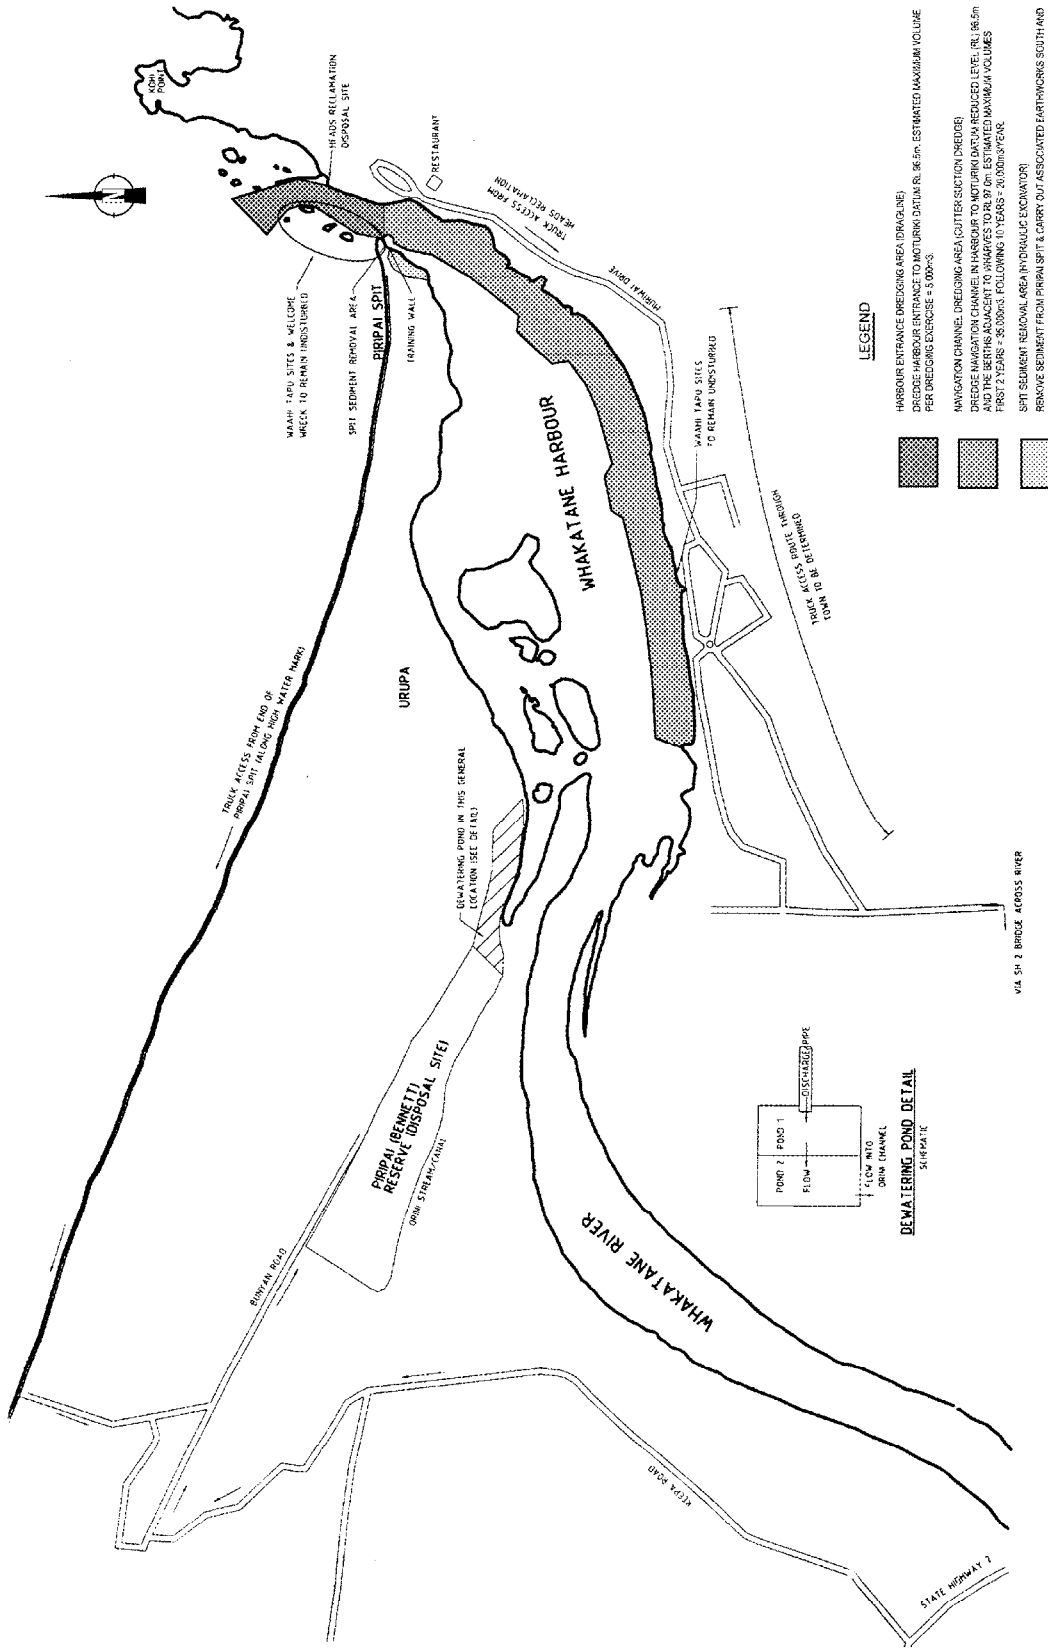 KOHI
POINT
HEADS RECLAMATION
DISPOSAL SITE
RESTAURANT
TRUCK ACCESS FROM
HEADS RECLAMATION
MURIWAI DRIVE
WAAHI TAPU SITES & WELCOME
WRECK TO REMAIN UNDISTURBED
SPIT SEDIMENT REMOVAL AREA
PIRIPAI SPIT
TRAINING WALL
WHAKATANE HARBOUR
WAAHI TAPU SITES
TO REMAIN UNDISTURBED
TRUCK ACCESS ROUTE THROUGH
TOWN TO BE DETERMINED
TRUCK ACCESS FROM END OF
PIRIPAI SPIT (ALONG HIGH WATER MARK)
URUPA
DEWATERING POND IN THIS GENERAL
LOCATION (SEE DETAIL)
PIRIPAI (BENNETT)
RESERVE (DISPOSAL SITE)
ORINI STREAM/CANAL
BUNYAN ROAD
WHAKATANE RIVER
KEEPA ROAD
STATE HIGHWAY 2
VIA SH 2 BRIDGE ACROSS RIVER
POND 2
POND 1
FLOW
DISCHARGE PIPE
FLOW INTO
ORINI CHANNEL
DEWATERING POND DETAIL
SCHEMATIC
LEGEND
HARBOUR ENTRANCE DREDGING AREA (DRAGLINE)
DREDGE HARBOUR ENTRANCE TO MOTURIKI DATUM RL 96.5m. ESTIMATED MAXIMUM VOLUME
PER DREDGING EXERCISE = 5,000m3.
NAVIGATION CHANNEL DREDGING AREA (CUTTER SUCTION DREDGE)
DREDGE NAVIGATION CHANNEL IN HARBOUR TO MOTURIKI DATUM REDUCED LEVEL (RL) 96.5m
AND THE BERTHS ADJACENT TO WHARVES TO RL 97.0m. ESTIMATED MAXIMUM VOLUMES
FIRST 2 YEARS = 35,000m3. FOLLOWING 10 YEARS = 20,000m3/YEAR.
SPIT SEDIMENT REMOVAL AREA (HYDRAULIC EXCAVATOR)
REMOVE SEDIMENT FROM PIRIPAI SPIT & CARRY OUT ASSOCIATED EARTHWORKS SOUTH AND